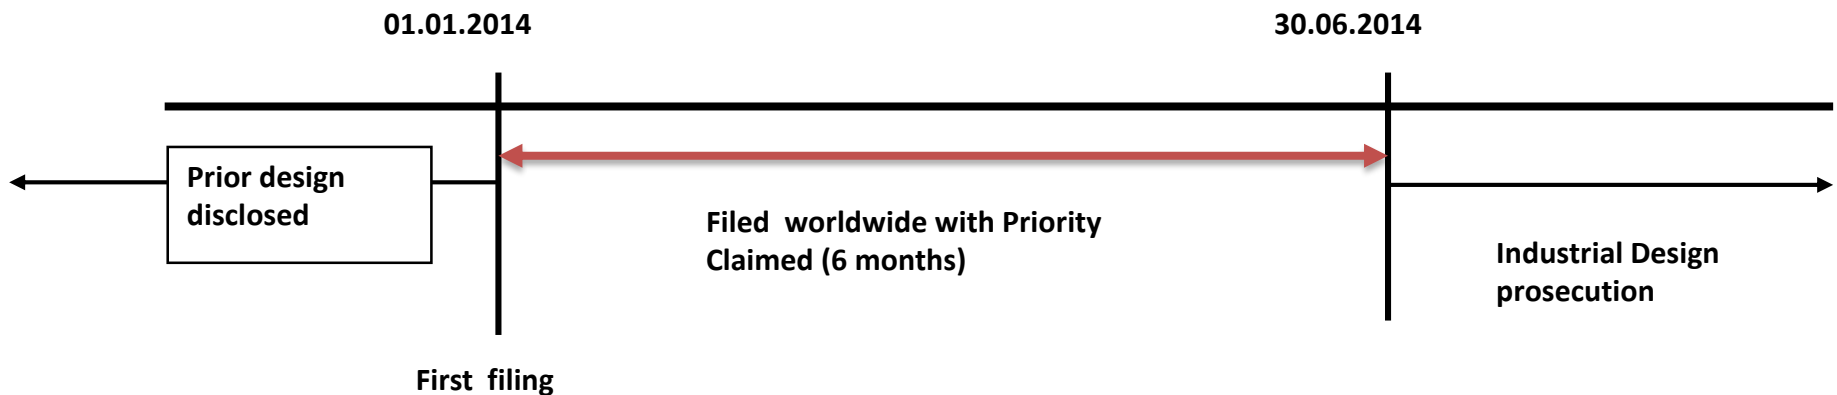 01.01.2014
30.06.2014
Prior design
disclosed
Filed  worldwide with Priority
Claimed (6 months)
Industrial Design
prosecution
First  filing